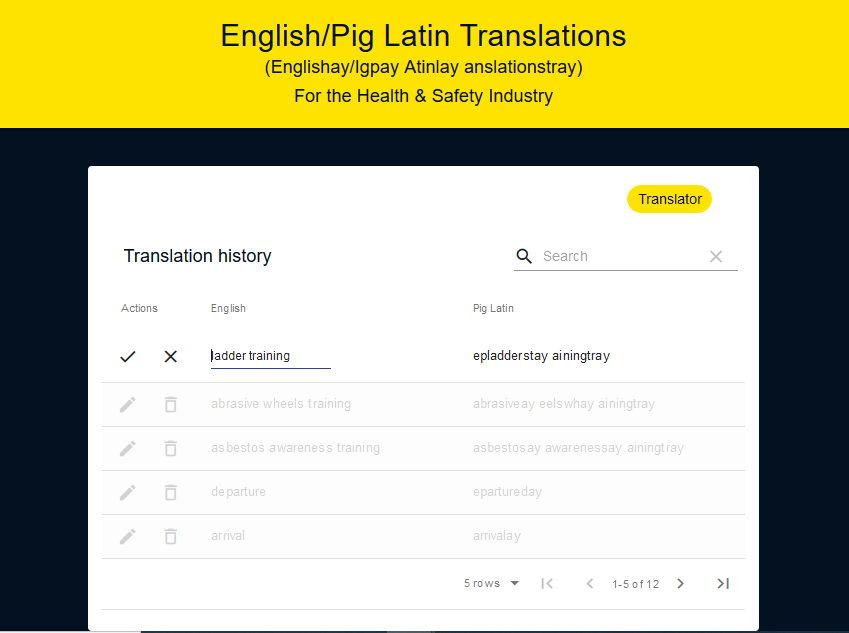 English/Pig Latin Translations
(Englishay/Igpay Atinlay anslationstray)
For the Health & Safety Industry
Translator
Translation history
Search
Actions English Pig Latin
ladder training epladderstay ainingtray
abrasive wheels training abrasiveay eelswhay ainingtray
asbestos awareness training asbestosay awarenessay ainingtray
departure epartureday
arrival arrivalay
5 rows 1-5 of 12